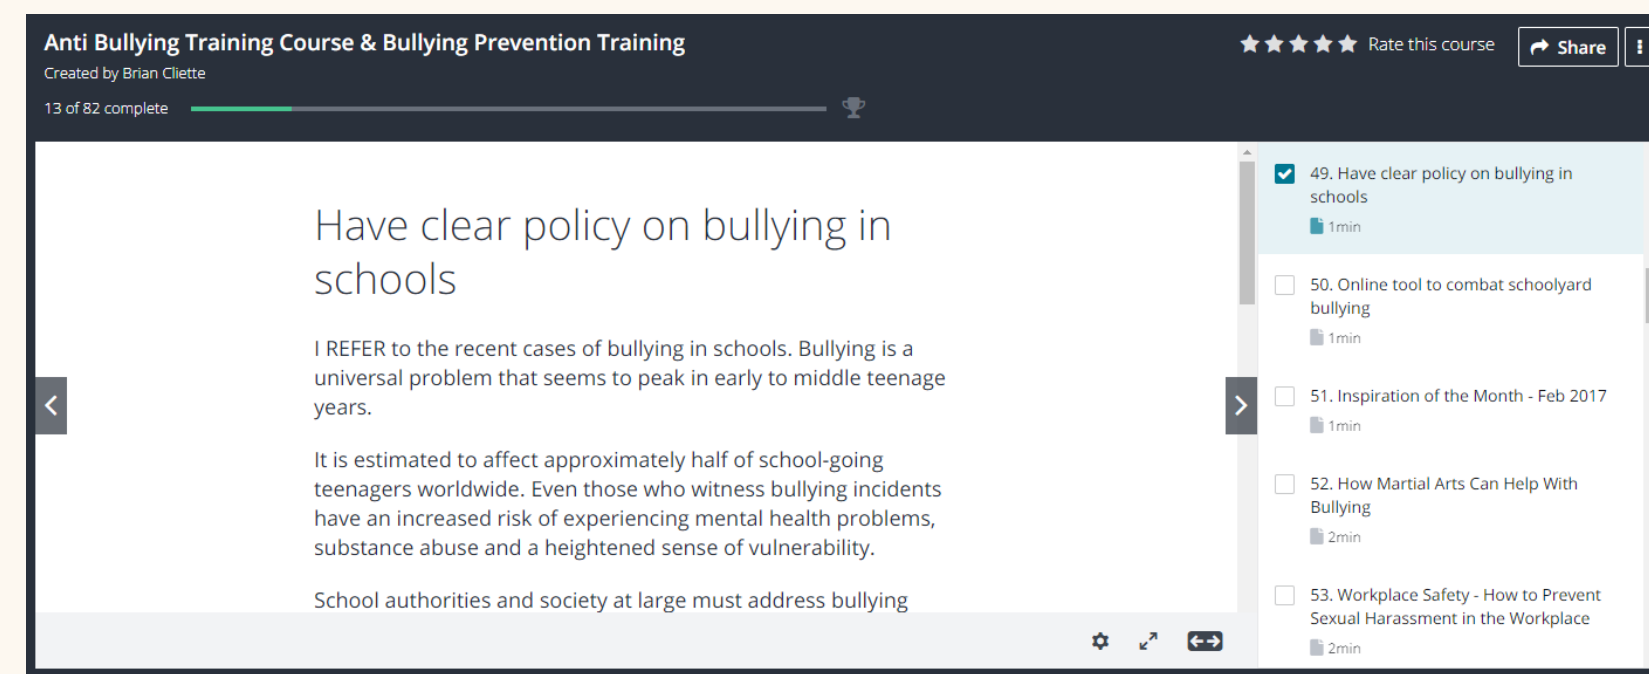 Anti Bullying Training Course & Bullying Prevention Training
Created by Brian Cliette
13 of 82 complete
Rate this course
Share
Have clear policy on bullying in
schools
I REFER to the recent cases of bullying in schools. Bullying is a
universal problem that seems to peak in early to middle teenage
years.
It is estimated to affect approximately half of school-going
teenagers worldwide. Even those who witness bullying incidents
have an increased risk of experiencing mental health problems,
substance abuse and a heightened sense of vulnerability.
School authorities and society at large must address bullying
49. Have clear policy on bullying in
schools
1min
50. Online tool to combat schoolyard
bullying
1min
51. Inspiration of the Month - Feb 2017
1min
52. How Martial Arts Can Help With
Bullying
2min
53. Workplace Safety - How to Prevent
Sexual Harassment in the Workplace
2min